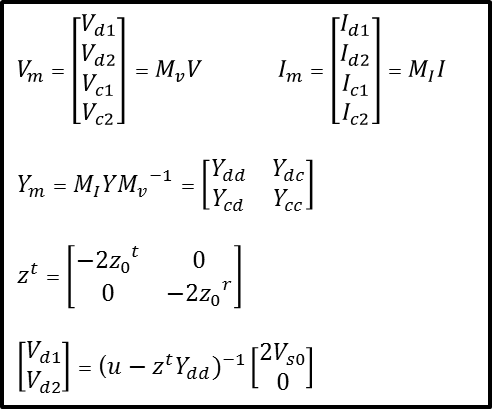 V_m = [V_d1; V_d2; V_c1; V_c2] = M_v V    I_m = [I_d1; I_d2; I_c1; I_c2] = M_I I
Y_m = M_I Y M_v^-1 = [Y_dd Y_dc; Y_cd Y_cc]
z^t = [-2z_0^t 0; 0 -2z_0^r]
[V_d1; V_d2] = (u - z^t Y_dd)^-1 [2V_s0; 0]